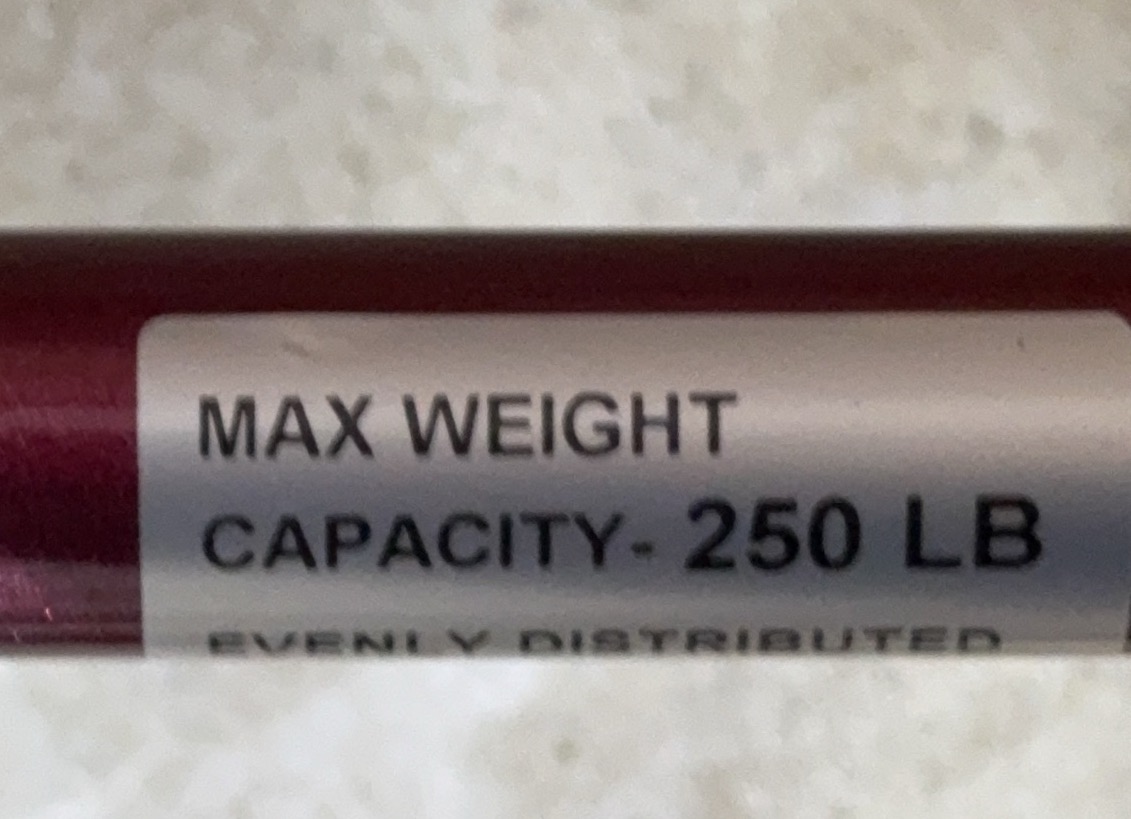 MAX WEIGHT
CAPACITY- 250 LB
EVENLY DISTRIBUTED